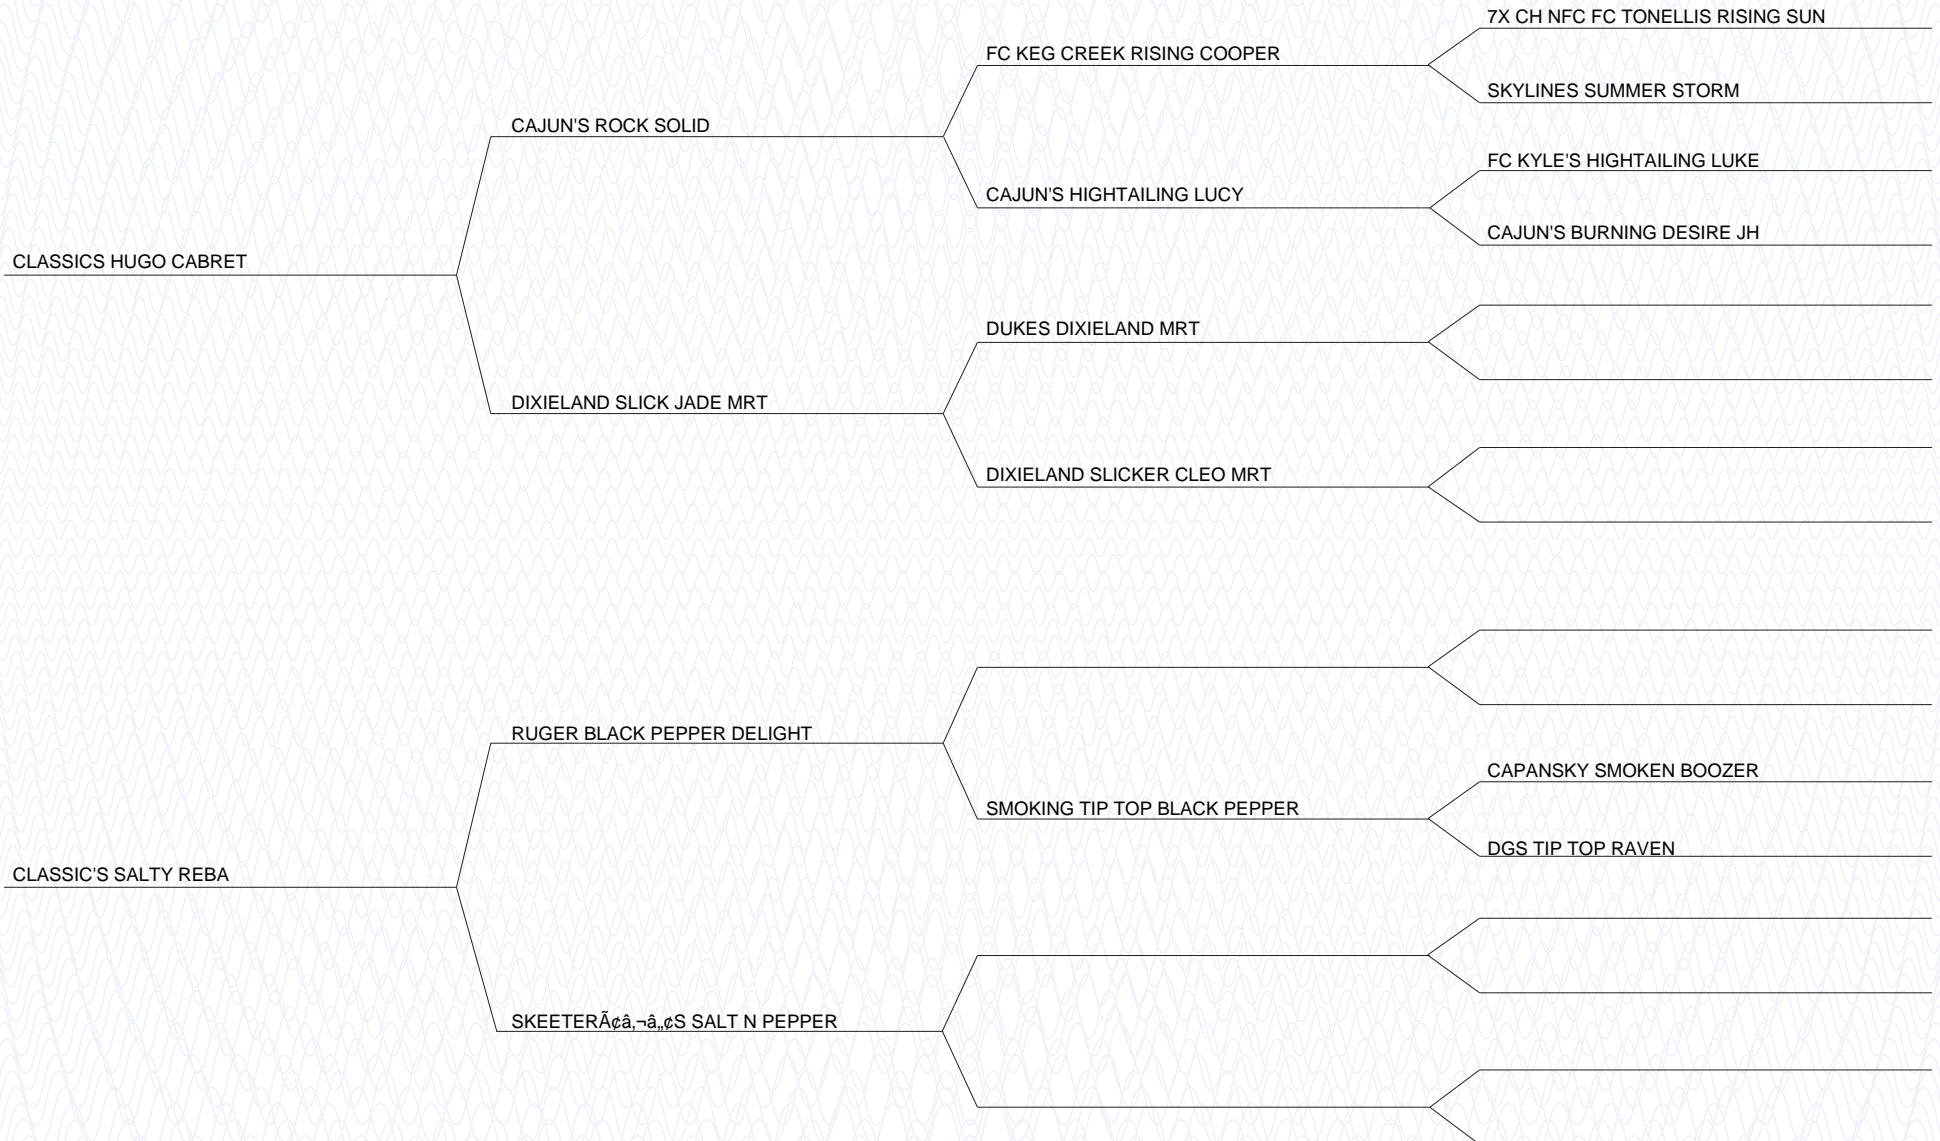 7X CH NFC FC TONELLIS RISING SUN
FC KEG CREEK RISING COOPER
SKYLINES SUMMER STORM
CAJUN'S ROCK SOLID
FC KYLE'S HIGHTAILING LUKE
CAJUN'S HIGHTAILING LUCY
CAJUN'S BURNING DESIRE JH
CLASSICS HUGO CABRET
DUKES DIXIELAND MRT
DIXIELAND SLICK JADE MRT
DIXIELAND SLICKER CLEO MRT
RUGER BLACK PEPPER DELIGHT
CAPANSKY SMOKEN BOOZER
SMOKING TIP TOP BLACK PEPPER
DGS TIP TOP RAVEN
CLASSIC'S SALTY REBA
SKEETERÃ¢â‚¬â„¢S SALT N PEPPER